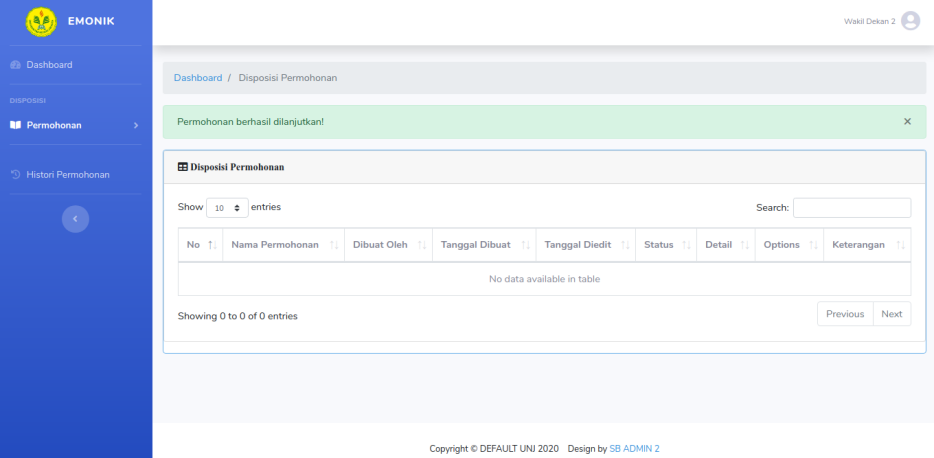 EMONIK
Wakil Dekan 2
Dashboard
DISPOSISI
Permohonan
Histori Permohonan
Dashboard / Disposisi Permohonan
Permohonan berhasil dilanjutkan! ×
Disposisi Permohonan
Show 10 entries Search:
No Nama Permohonan Dibuat Oleh Tanggal Dibuat Tanggal Diedit Status Detail Options Keterangan
No data available in table
Showing 0 to 0 of 0 entries Previous Next
Copyright © DEFAULT UNJ 2020 Design by SB ADMIN 2